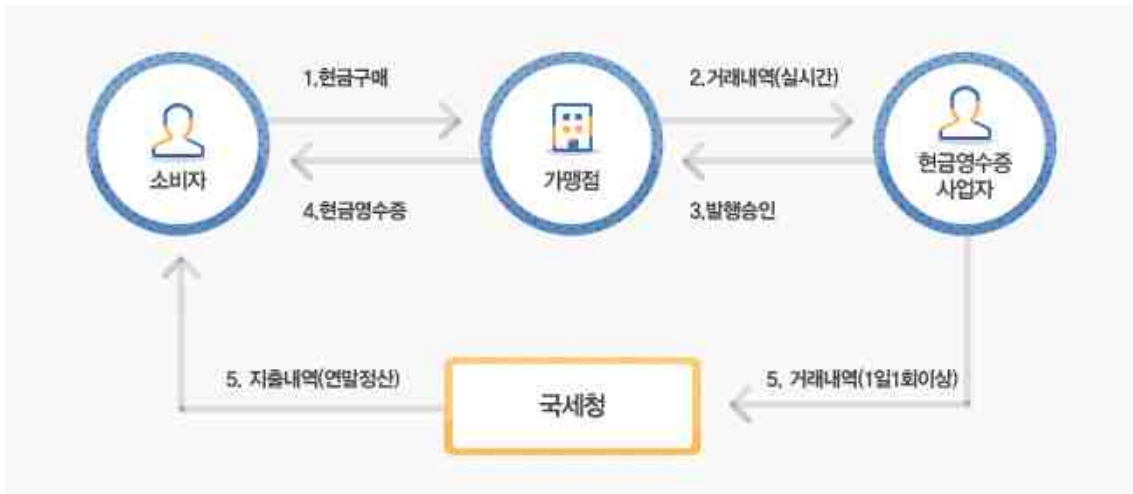 1.현금구매
2.거래내역(실시간)
소비자
가맹점
현금영수증
사업자
4.현금영수증
3.발행승인
5. 지출내역(연말정산)
5. 거래내역(1일1회이상)
국세청